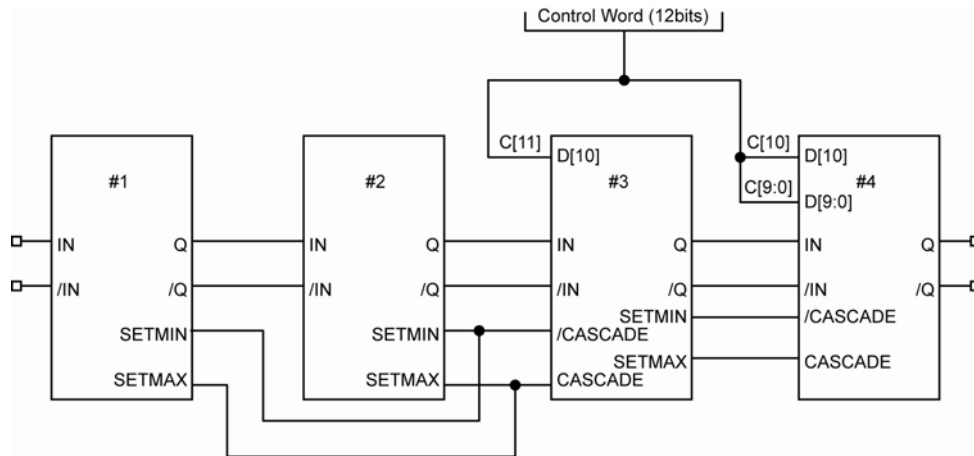 Control Word (12bits)
C[11]
D[10]
C[10]
D[10]
C[9:0]
D[9:0]
#1
#2
#3
#4
IN
Q
IN
Q
IN
Q
IN
Q
/IN
/Q
/IN
/Q
/IN
/Q
/IN
/Q
SETMIN
SETMIN
/CASCADE
SETMIN
/CASCADE
SETMAX
SETMAX
CASCADE
SETMAX
CASCADE